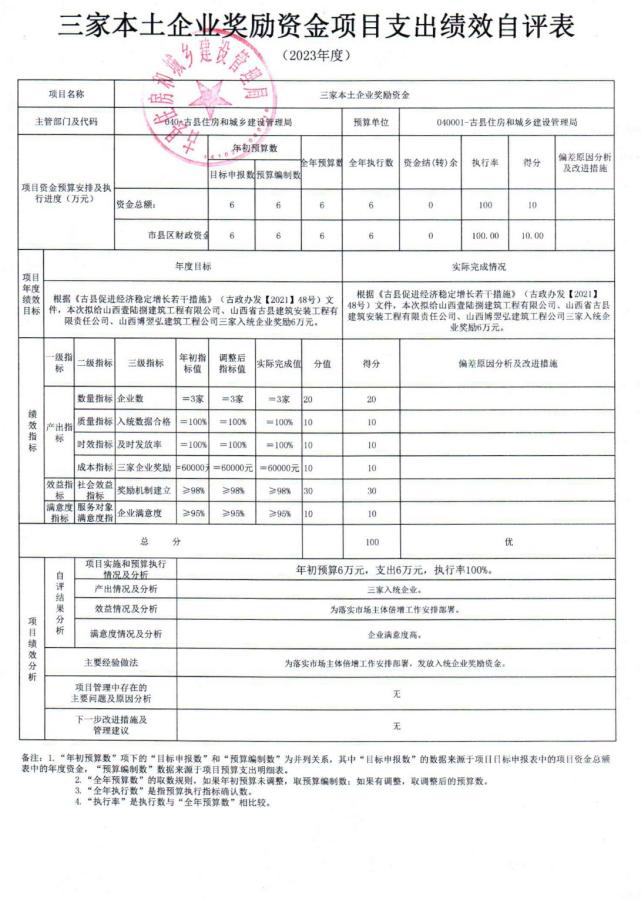 三家本土企业奖励资金项目支出绩效自评表
（2023年度）
项目名称 三家本土企业奖励资金
主管部门及代码 040-古县住房和城乡建设管理局 预算单位 040001-古县住房和城乡建设管理局
古县住房和城乡建设管理局
项目资金预算安排及执
行进度（万元）
年初预算数
目标申报数 预算编制数 全年预算数 全年执行数 资金结(转)余 执行率 得分 偏差原因分析
及改进措施
资金总额: 6 6 6 6 0 100 10
市县区财政资金 6 6 6 6 0 100.00 10.00
项目
年度
绩效
目标
年度目标 实际完成情况
根据《古县促进经济稳定增长若干措施》（古政办发【2021】48号）文
件，本次拟给山西壹陆捌建筑工程有限公司、山西省古县建筑安装工程有
限责任公司、山西博翌弘建筑工程公司三家入统企业奖励6万元。
根据《古县促进经济稳定增长若干措施》（古政办发【2021】
48号）文件，本次拟给山西壹陆捌建筑工程有限公司、山西省古县
建筑安装工程有限责任公司、山西博翌弘建筑工程公司三家入统企
业奖励6万元。
绩
效
指
标
一级指
标 二级指标 三级指标 年初指
标值 调整后
指标值 实际完成值 分值 得分 偏差原因分析及改进措施
产出指
标
数量指标 企业数 ＝3家 ＝3家 ＝3家 20 20
质量指标 入统数据合格 ＝100% ＝100% ＝100% 10 10
时效指标 及时发放率 ＝100% ＝100% ＝100% 10 10
成本指标 三家企业奖励 =60000元 ＝60000元 ＝60000元 10 10
效益指
标 社会效益
指标 奖励机制建立 ≥98% ≥98% ≥98% 30 30
满意度
指标 服务对象
满意度指 企业满意度 ≥95% ≥95% ≥95% 10 10
总 分 100 优
项
目
绩
效
分
析
自
评
结
果
分
析
项目实施和预算执行
情况及分析 年初预算6万元，支出6万元，执行率100%。
产出情况及分析 三家入统企业。
效益情况及分析 为落实市场主体倍增工作安排部署。
满意度情况及分析 企业满意度高。
主要经验做法 为落实市场主体倍增工作安排部署，发放入统企业奖励资金。
项目管理中存在的
主要问题及原因分析 无
下一步改进措施及
管理建议 无
备注：1.“年初预算数”项下的“目标申报数”和“预算编制数”为并列关系，其中“目标申报数”的数据来源于项目目标申报表中的项目资金总额
表中的年度资金，“预算编制数”数据来源于项目预算支出明细表。
2.“全年预算数”的取数规则，如果年初预算未调整，取预算编制数；如果有调整，取调整后的预算数。
3.“全年执行数”是指预算执行指标确认数。
4.“执行率”是执行数与“全年预算数”相比较。